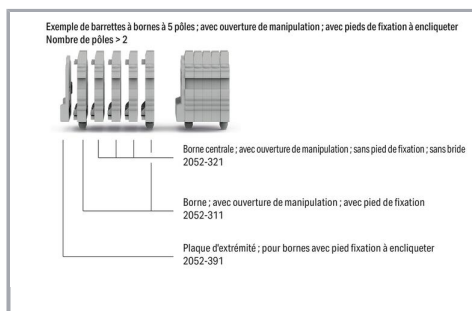 Exemple de barrettes à bornes à 5 pôles ; avec ouverture de manipulation ; avec pieds de fixation à encliqueter
Nombre de pôles > 2
Borne centrale ; avec ouverture de manipulation ; sans pied de fixation ; sans bride
2052-321
Borne ; avec ouverture de manipulation ; avec pied de fixation
2052-311
Plaque d'extrémité ; pour bornes avec pied fixation à encliqueter
2052-391